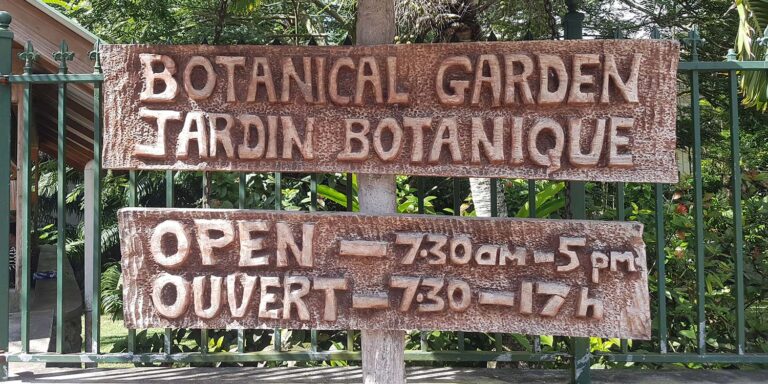 BOTANICAL GARDEN
JARDIN BOTANIQUE
OPEN - 7.30am - 5pm
OUVERT - 7.30 - 17h